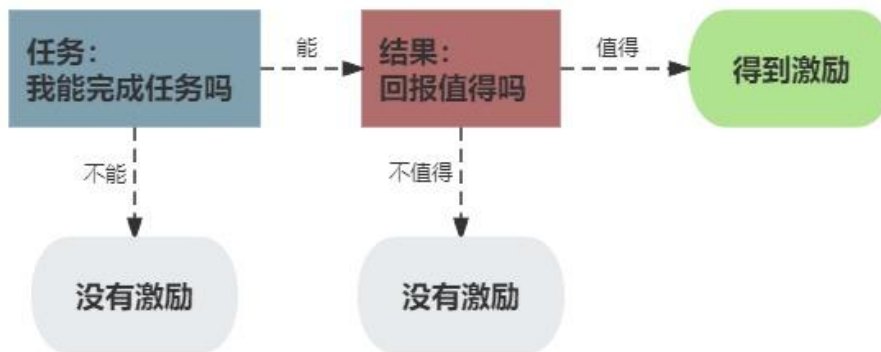 任务：
我能完成任务吗
能
结果：
回报值得吗
值得
得到激励
不能
不值得
没有激励
没有激励